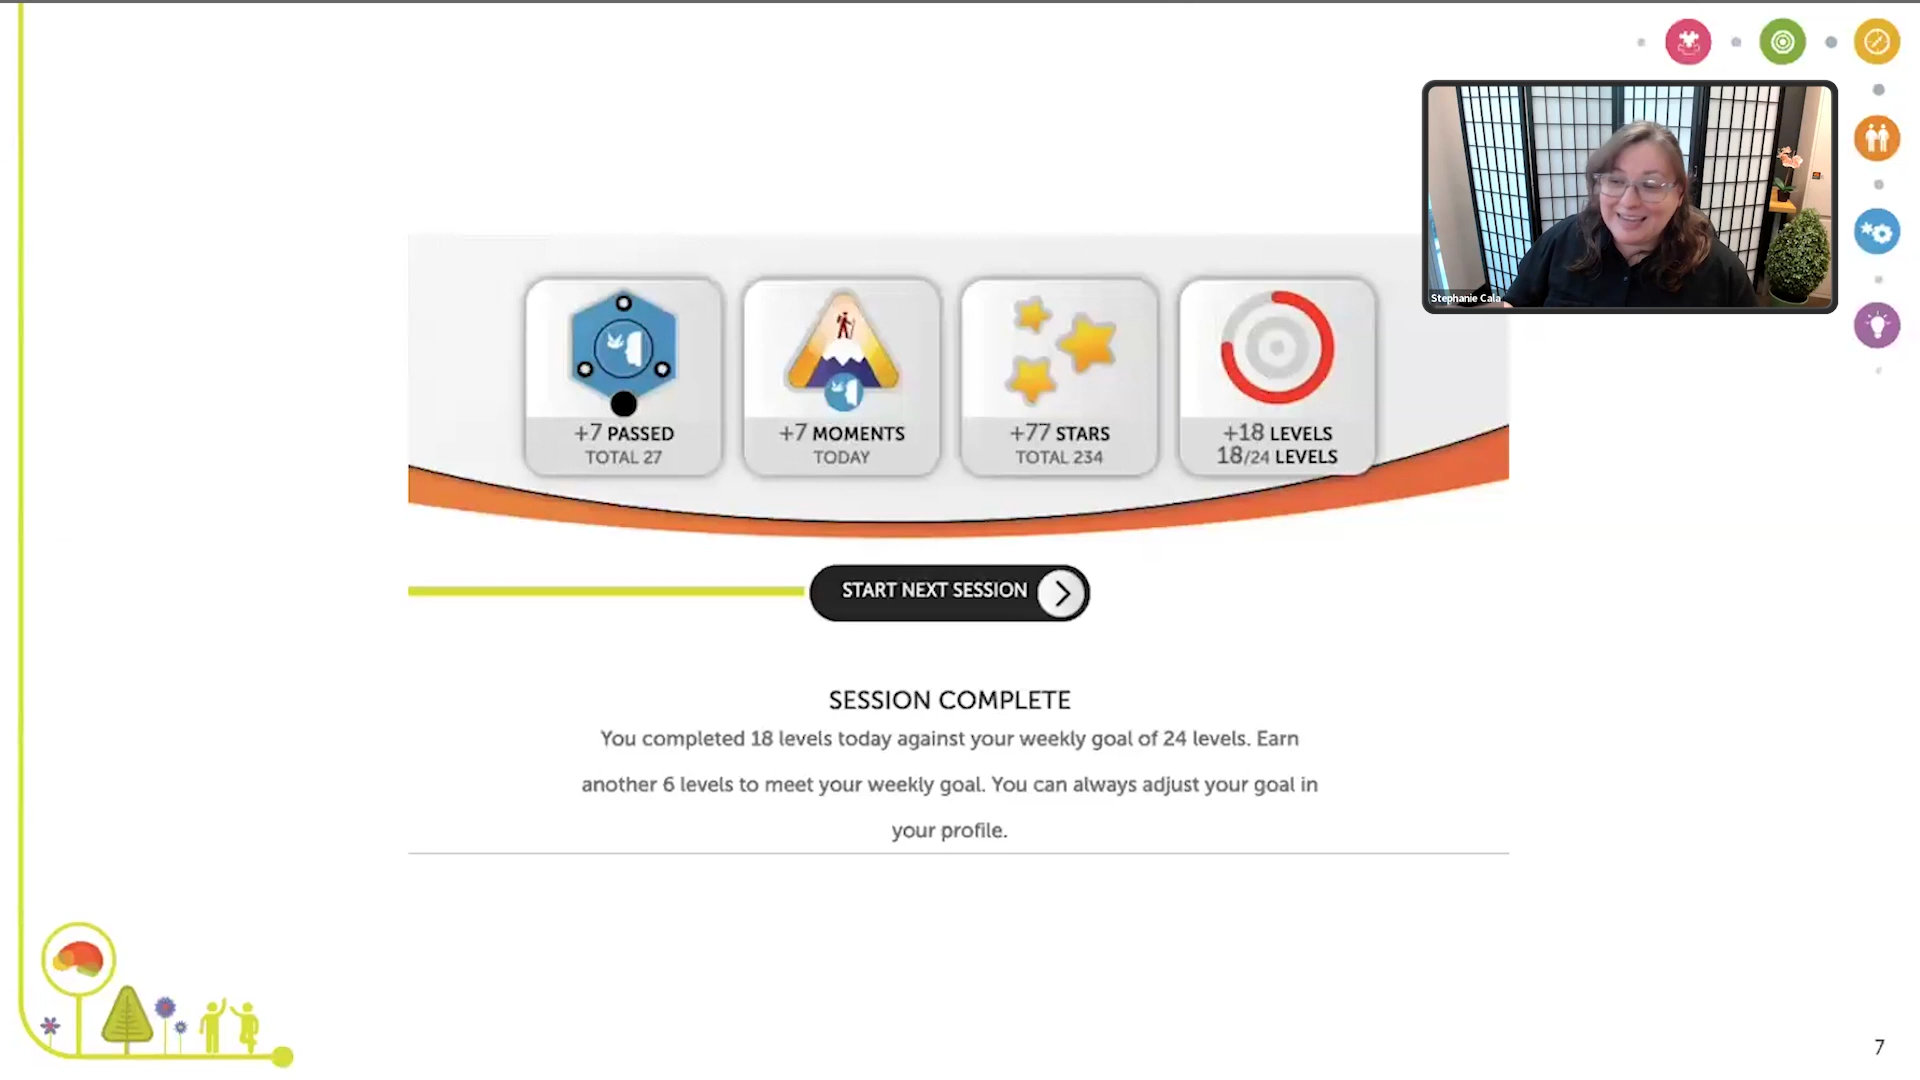 Stephanie Cala
+7 PASSED
TOTAL 27
+7 MOMENTS
TODAY
+77 STARS
TOTAL 234
+18 LEVELS
18/24 LEVELS
START NEXT SESSION
SESSION COMPLETE
You completed 18 levels today against your weekly goal of 24 levels. Earn
another 6 levels to meet your weekly goal. You can always adjust your goal in
your profile.
7